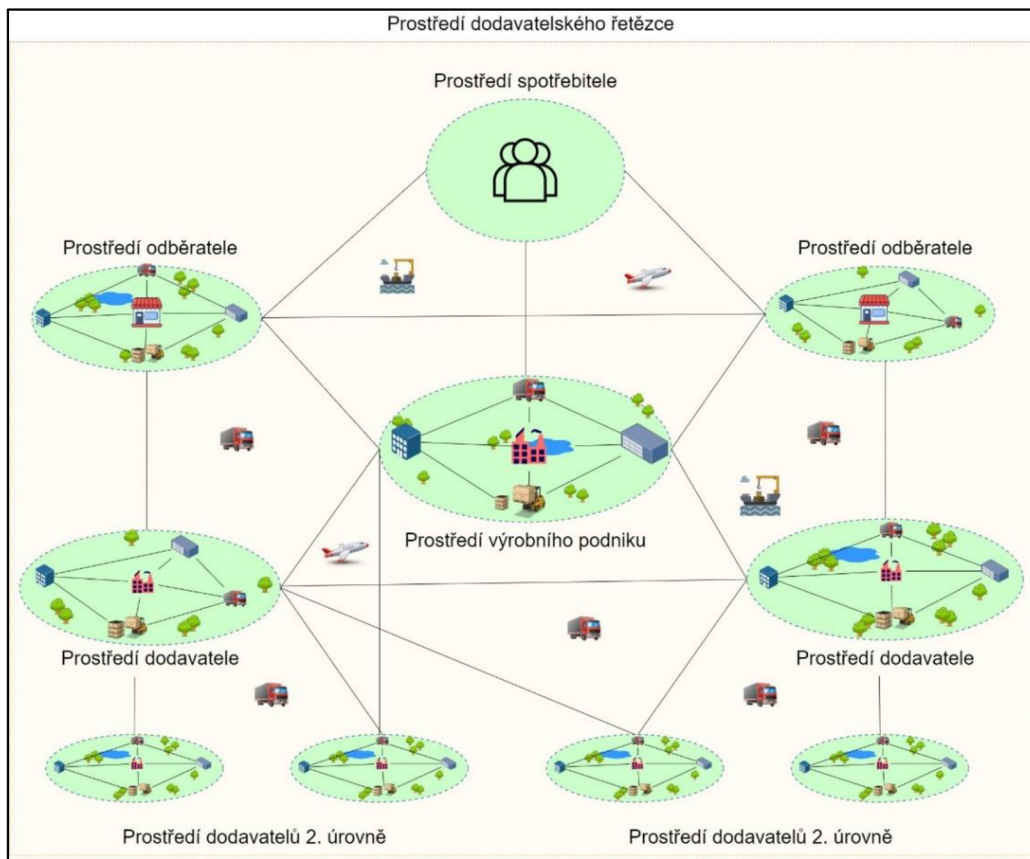 Prostředí dodavatelského řetězce
Prostředí spotřebitele
Prostředí odběratele
Prostředí odběratele
Prostředí výrobního podniku
Prostředí dodavatele
Prostředí dodavatele
Prostředí dodavatelů 2. úrovně
Prostředí dodavatelů 2. úrovně